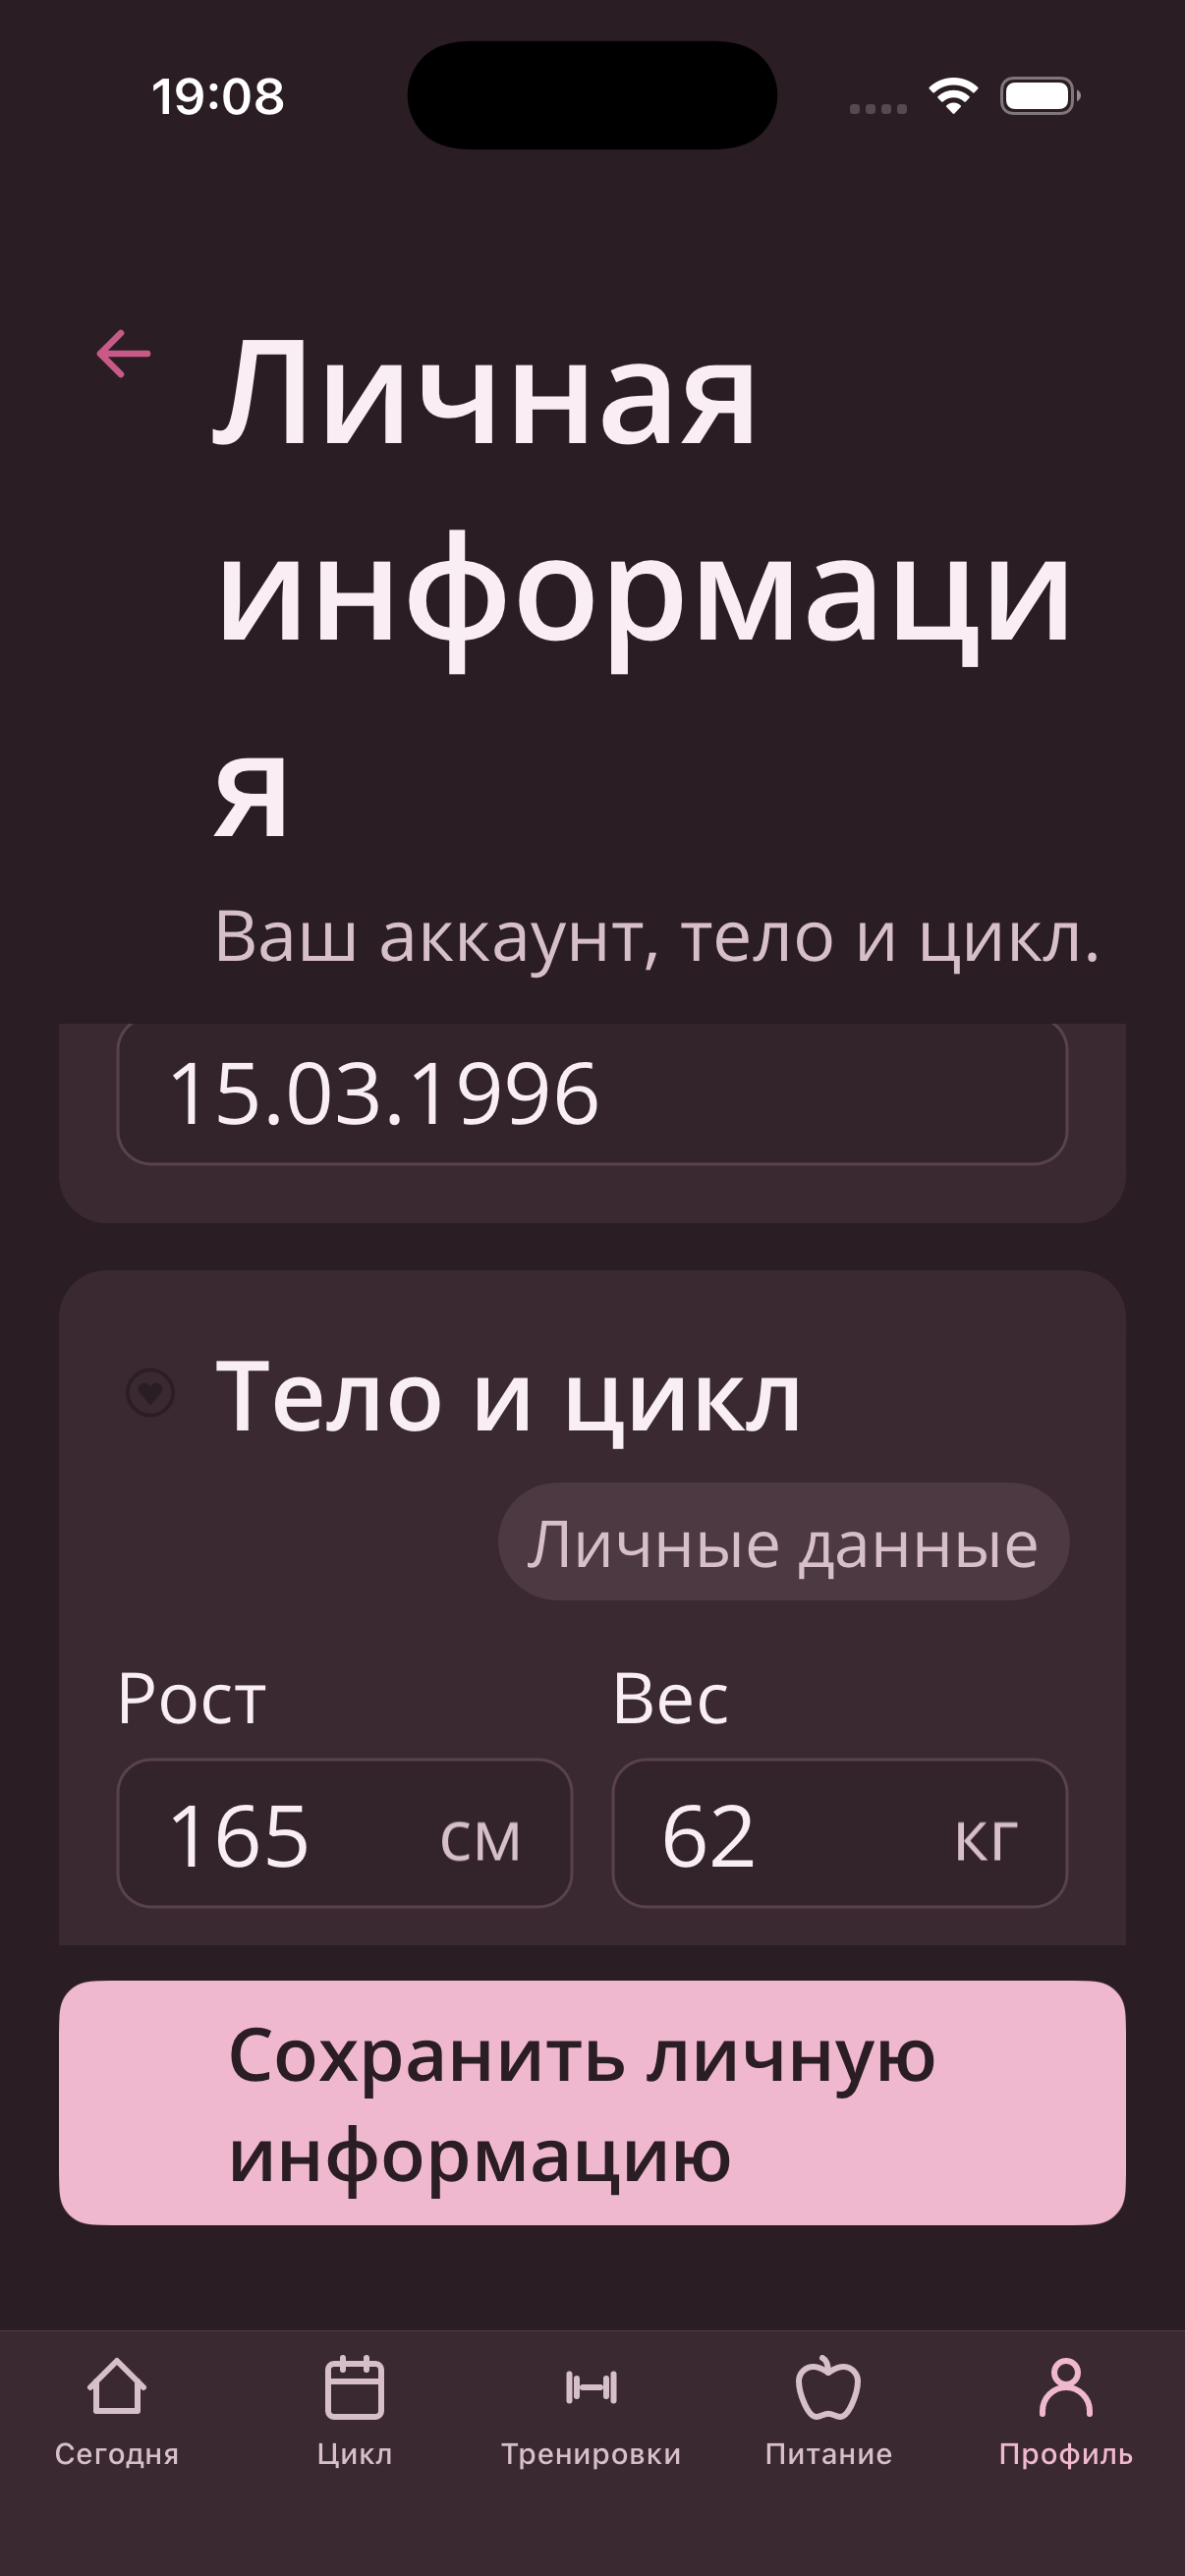 19:08
Личная
информаци
я
Ваш аккаунт, тело и цикл.
15.03.1996
Тело и цикл
Личные данные
Рост
Вес
165 см
62 кг
Сохранить личную
информацию
Сегодня
Цикл
Тренировки
Питание
Профиль